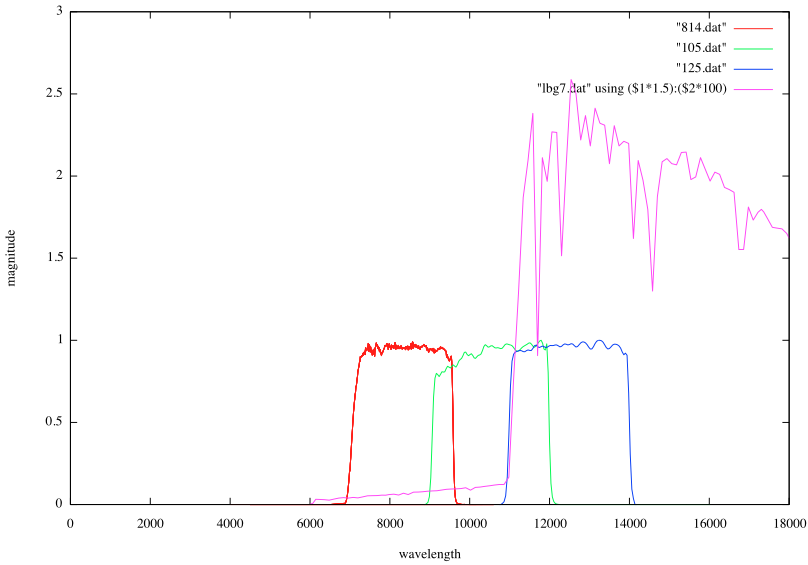 3
2.5
2
1.5
1
0.5
0
magnitude
"814.dat"
"105.dat"
"125.dat"
"lbg7.dat" using ($1*1.5):($2*100)
0 2000 4000 6000 8000 10000 12000 14000 16000 18000
wavelength